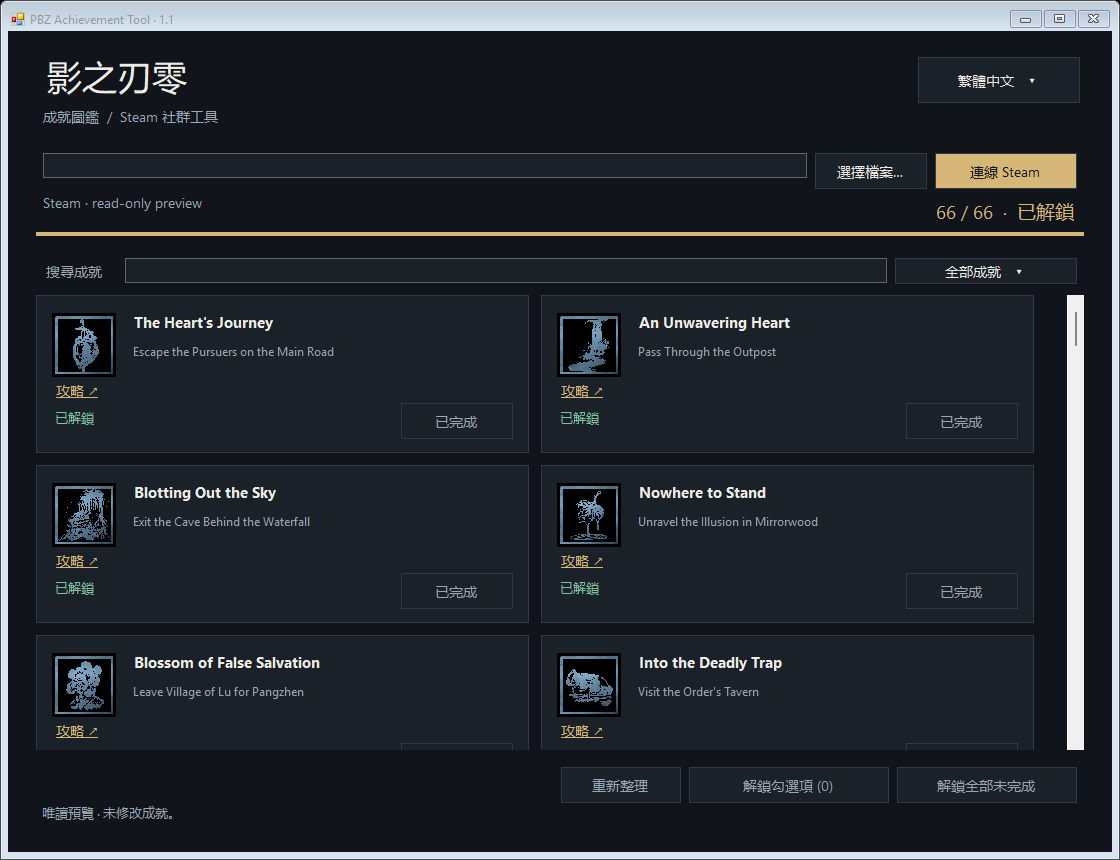 PBZ Achievement Tool · 1.1
影之刃零
繁體中文 ▾
成就圖鑑 / Steam 社群工具
選擇檔案...
連線 Steam
Steam · read-only preview
66 / 66 · 已解鎖
搜尋成就
全部成就 ▾
The Heart's Journey
Escape the Pursuers on the Main Road
攻略 ↗
已解鎖
已完成
An Unwavering Heart
Pass Through the Outpost
攻略 ↗
已解鎖
已完成
Blotting Out the Sky
Exit the Cave Behind the Waterfall
攻略 ↗
已解鎖
已完成
Nowhere to Stand
Unravel the Illusion in Mirrorwood
攻略 ↗
已解鎖
已完成
Blossom of False Salvation
Leave Village of Lu for Pangzhen
攻略 ↗
Into the Deadly Trap
Visit the Order's Tavern
攻略 ↗
重新整理
解鎖勾選項 (0)
解鎖全部未完成
唯讀預覽 · 未修改成就。